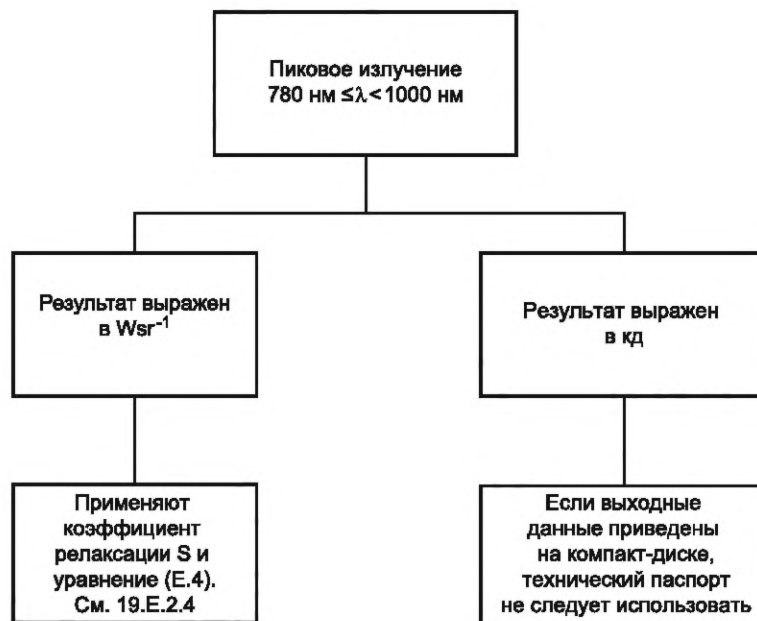 Пиковое излучение
780 нм ≤λ<1000 нм
Результат выражен
в Wsr⁻¹
Результат выражен
в кд
Применяют
коэффициент
релаксации S и
уравнение (Е.4).
См. 19.Е.2.4
Если выходные
данные приведены
на компакт-диске,
технический паспорт
не следует использовать